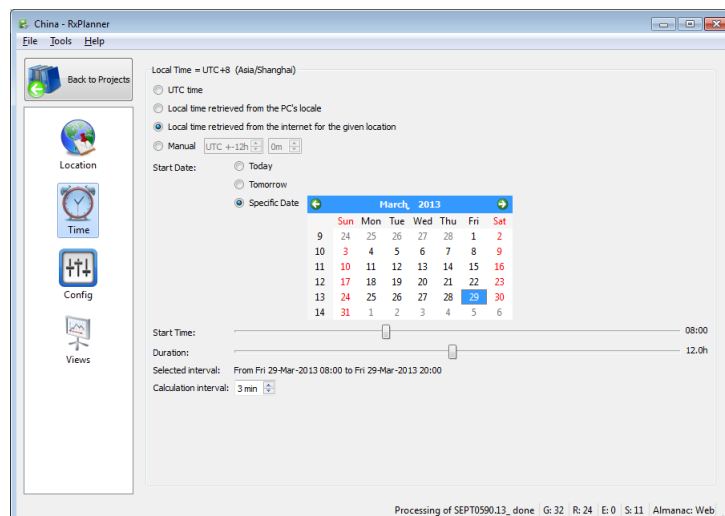 China - RxPlanner
File Tools Help
Back to Projects
Location
Time
Config
Views
Local Time = UTC+8 (Asia/Shanghai)
UTC time
Local time retrieved from the PC's locale
Local time retrieved from the internet for the given location
Manual UTC +-12h 0m
Start Date: Today
Tomorrow
Specific Date
March, 2013
Sun Mon Tue Wed Thu Fri Sat
9 24 25 26 27 28 1 2
10 3 4 5 6 7 8 9
11 10 11 12 13 14 15 16
12 17 18 19 20 21 22 23
13 24 25 26 27 28 29 30
14 31 1 2 3 4 5 6
Start Time: 08:00
Duration: 12.0h
Selected interval: From Fri 29-Mar-2013 08:00 to Fri 29-Mar-2013 20:00
Calculation interval: 3 min
Processing of SEPT0590.13_ done G: 32 R: 24 E: 0 S: 11 Almanac: Web